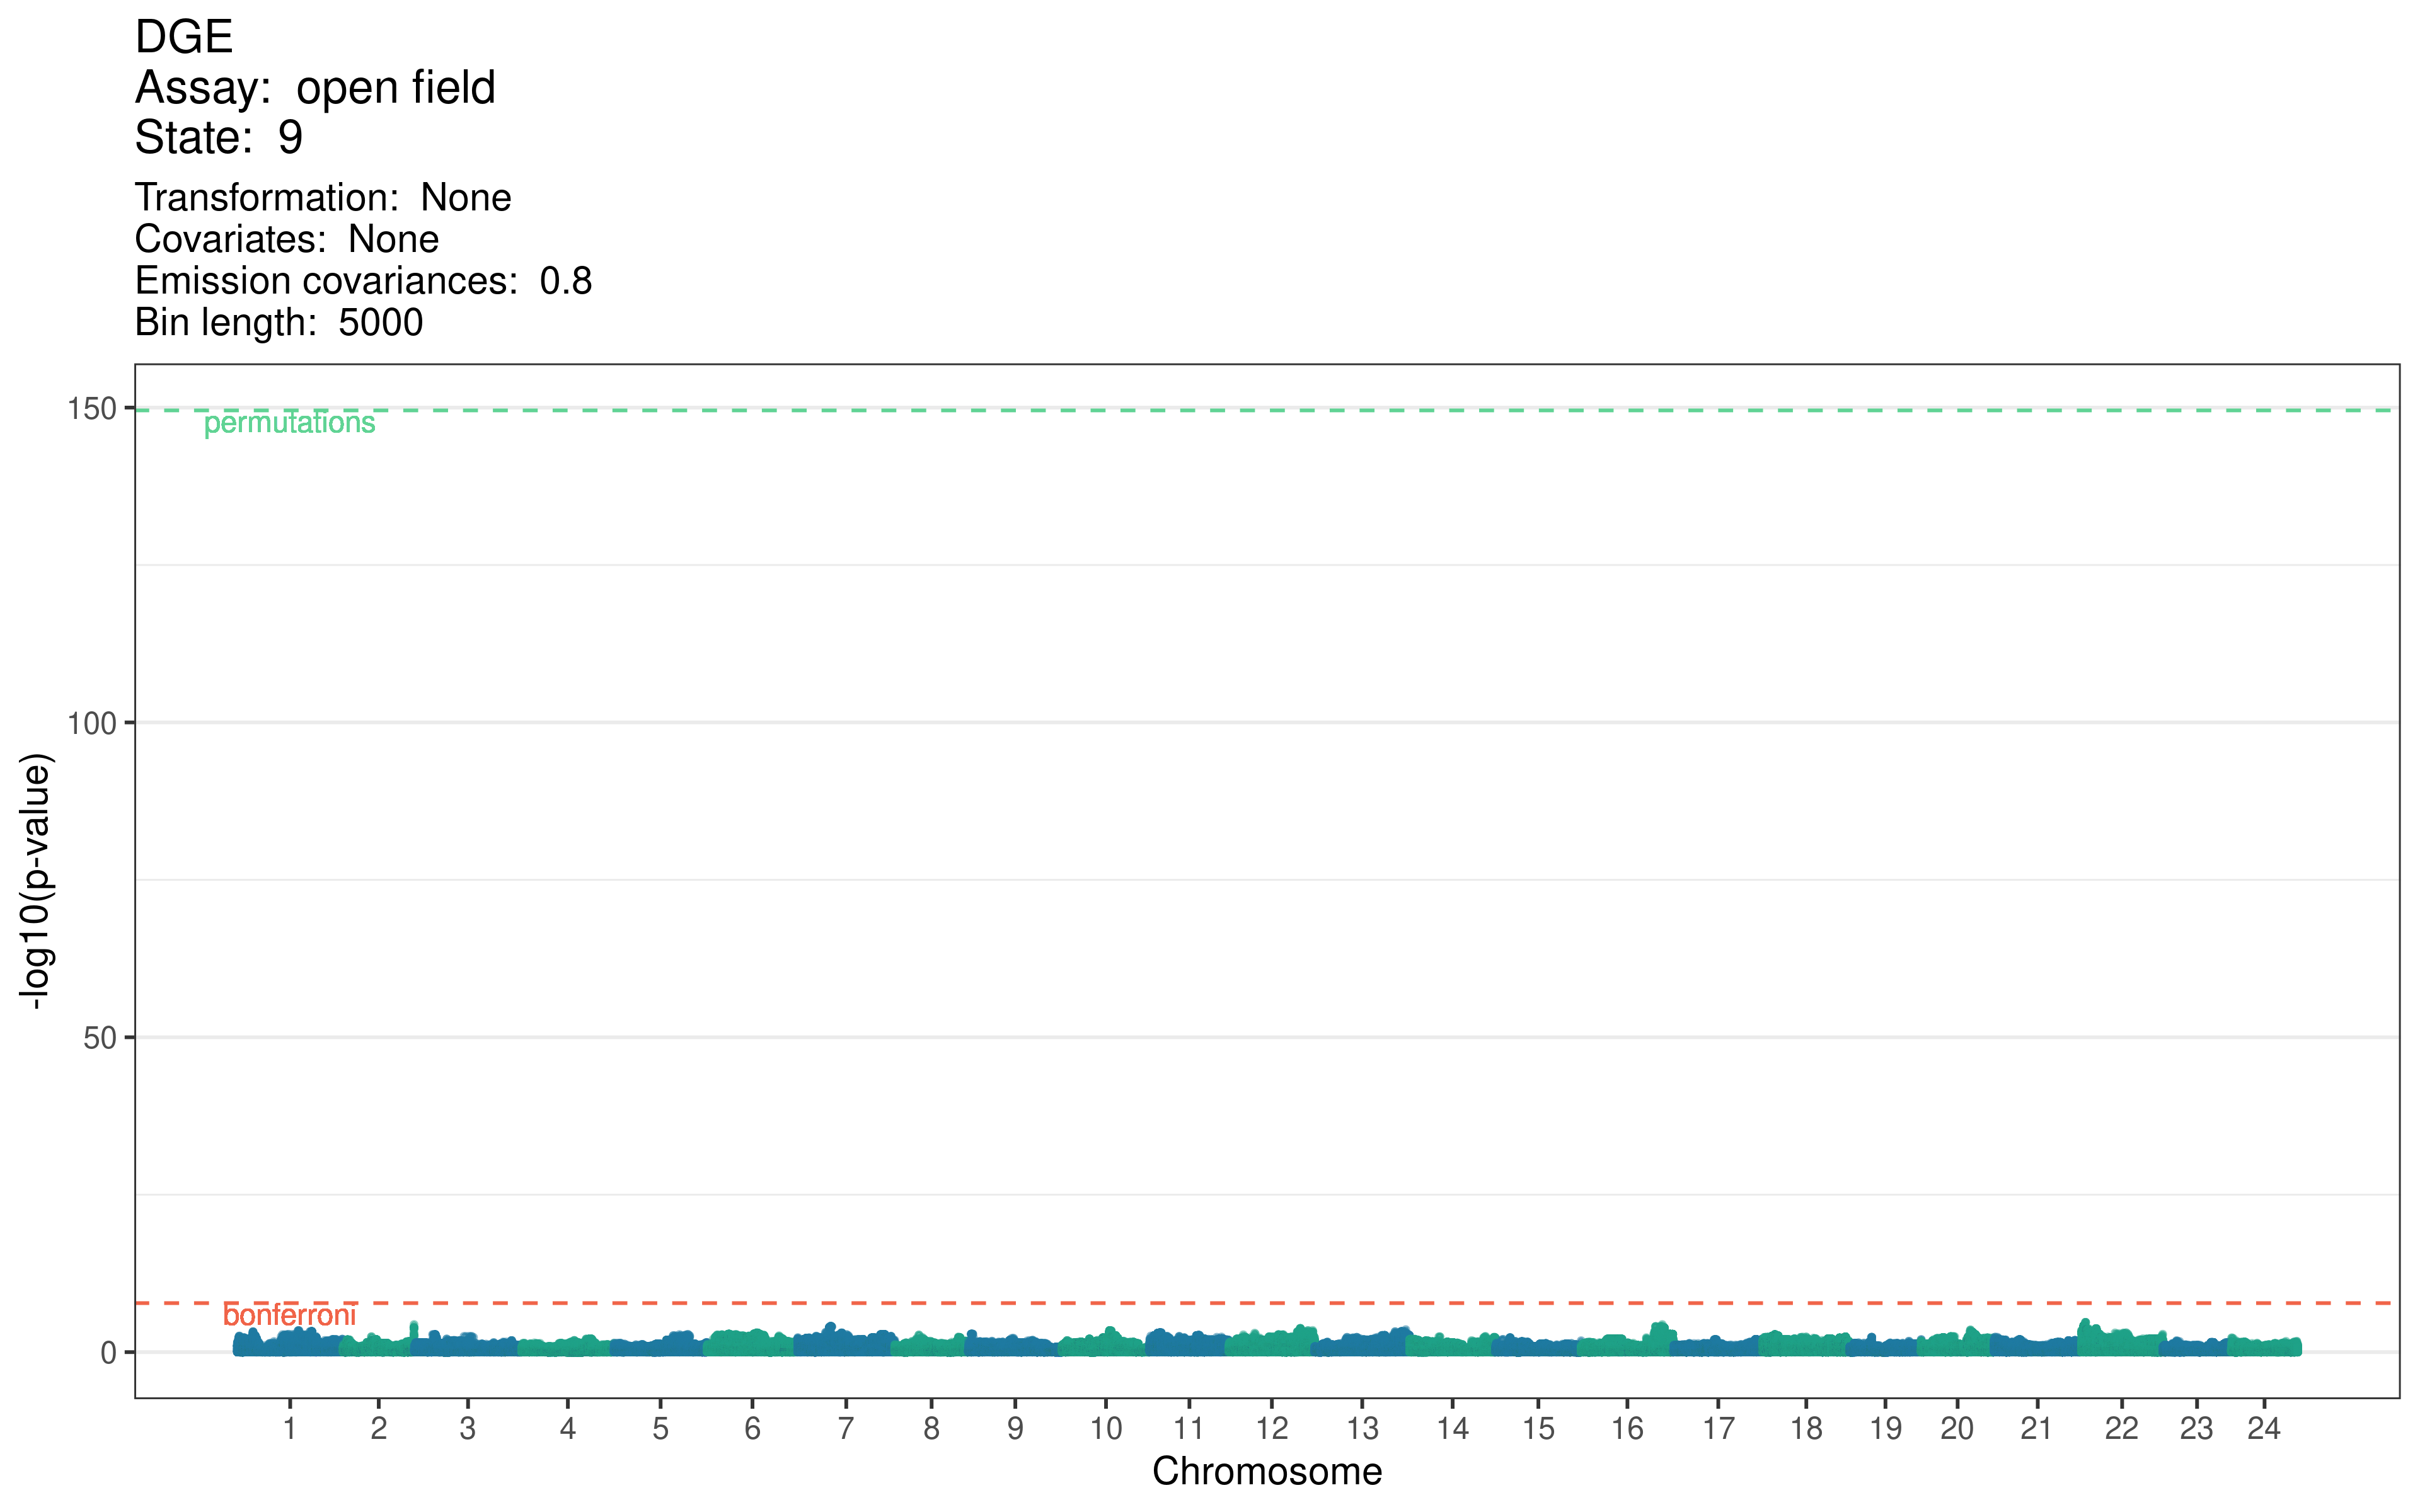 DGE
Assay:  open field
State:  9
Transformation:  None
Covariates:  None
Emission covariances:  0.8
Bin length:  5000
150
permutations
100
50
bonferroni
0
-log10(p-value)
1 2 3 4 5 6 7 8 9 10 11 12 13 14 15 16 17 18 19 20 21 22 23 24
Chromosome